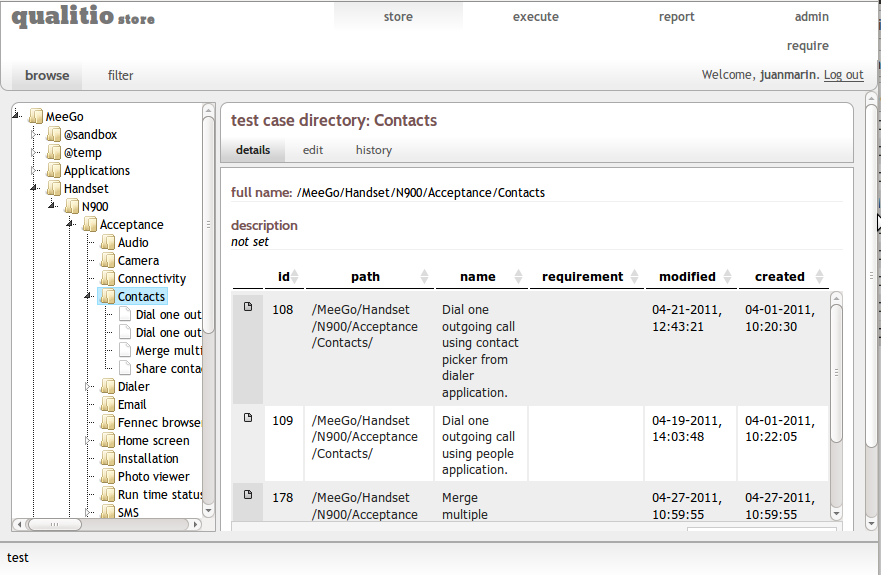 qualitio store
store execute report admin
require
browse filter
Welcome, juanmarin. Log out
MeeGo
@sandbox
@temp
Applications
Handset
N900
Acceptance
Audio
Camera
Connectivity
Contacts
Dial one out
Dial one out
Merge multi
Share conta
Dialer
Email
Fennec browse
Home screen
Installation
Photo viewer
Run time status
SMS
test case directory: Contacts
details edit history
full name: /MeeGo/Handset/N900/Acceptance/Contacts
description
not set
id path name requirement modified created
108 /MeeGo/Handset Dial one 04-21-2011, 04-01-2011,
/N900/Acceptance outgoing call 12:43:21 10:20:30
/Contacts/ using contact
picker from
dialer
application.
109 /MeeGo/Handset Dial one 04-19-2011, 04-01-2011,
/N900/Acceptance outgoing call 14:03:48 10:22:05
/Contacts/ using people
application.
178 /MeeGo/Handset Merge 04-27-2011, 04-27-2011,
/N900/Acceptance multiple 10:59:55 10:59:55
test